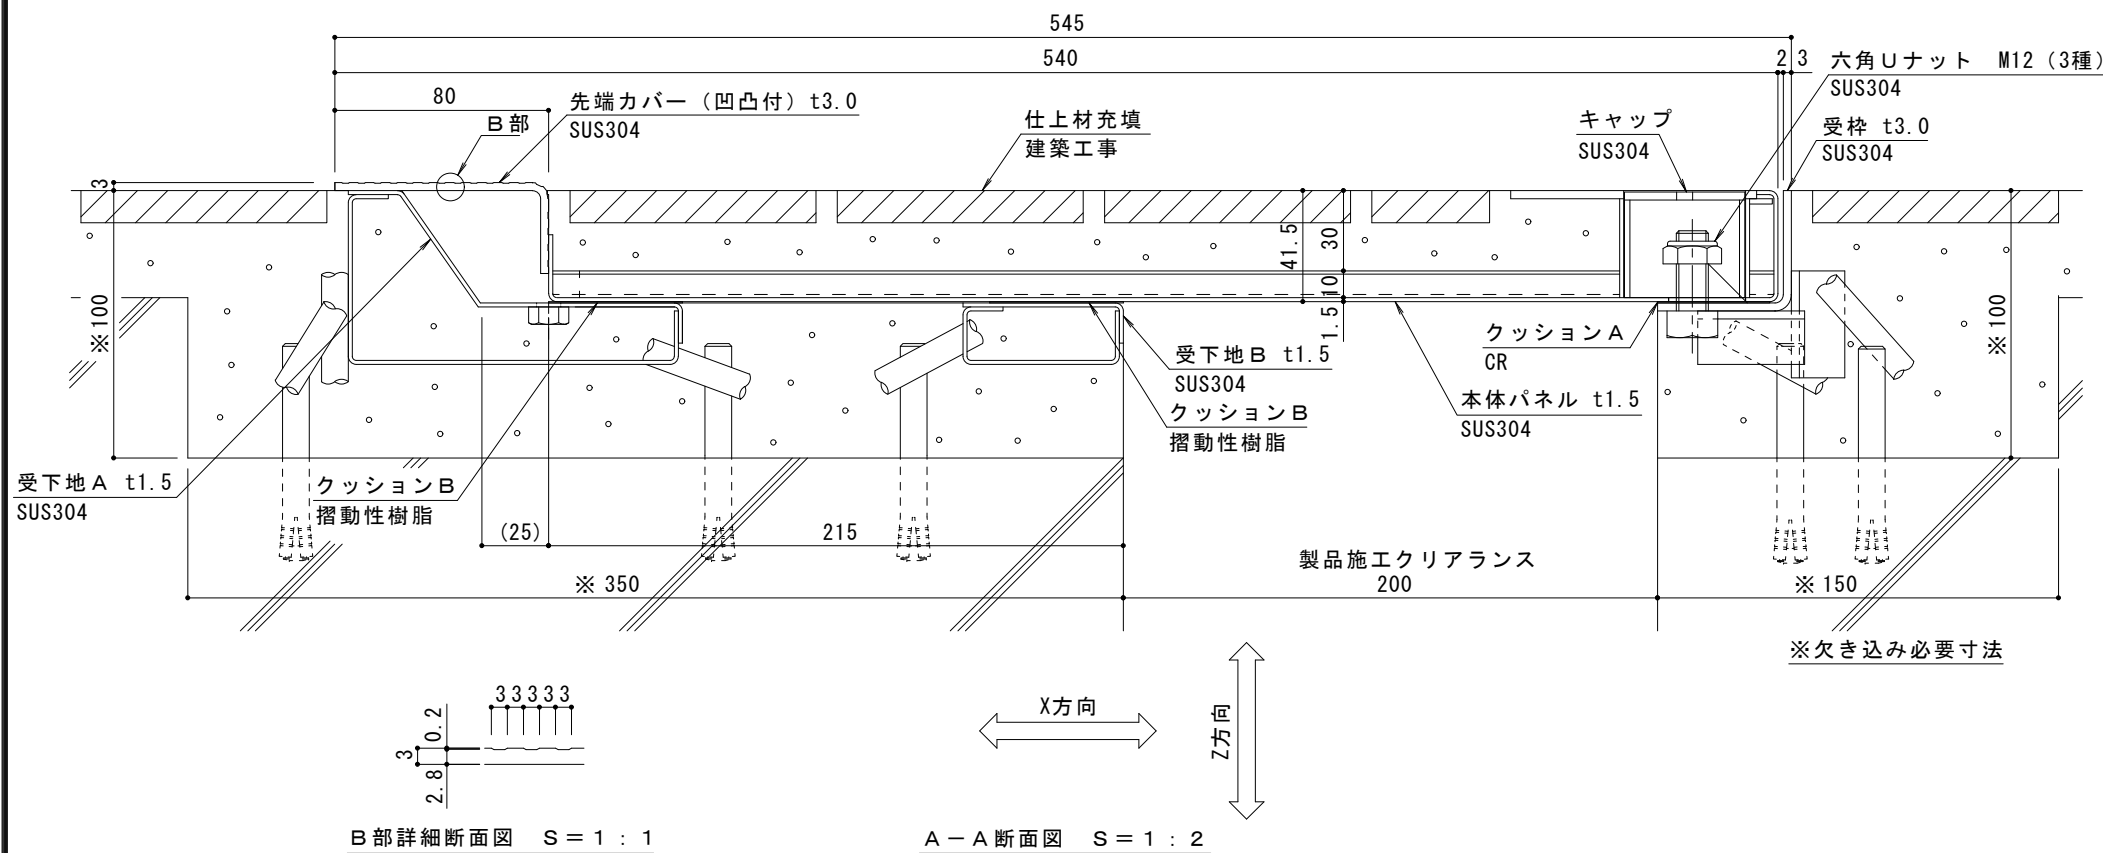 545
540
2 3
六角Uナット M12(3種)
SUS304
80
先端カバー(凹凸付)t3.0
SUS304
B部
仕上材充填
建築工事
キャップ
SUS304
受枠 t3.0
SUS304
3
※100
41.5
30
10
1.5
※100
クッションA
CR
受下地B t1.5
SUS304
クッションB
摺動性樹脂
本体パネル t1.5
SUS304
受下地A t1.5
SUS304
クッションB
摺動性樹脂
(25)
215
製品施工クリアランス
※350
200
※150
※欠き込み必要寸法
33333
0.2
3
2.8
X方向
Z方向
B部詳細断面図 S=1:1
A-A断面図 S=1:2